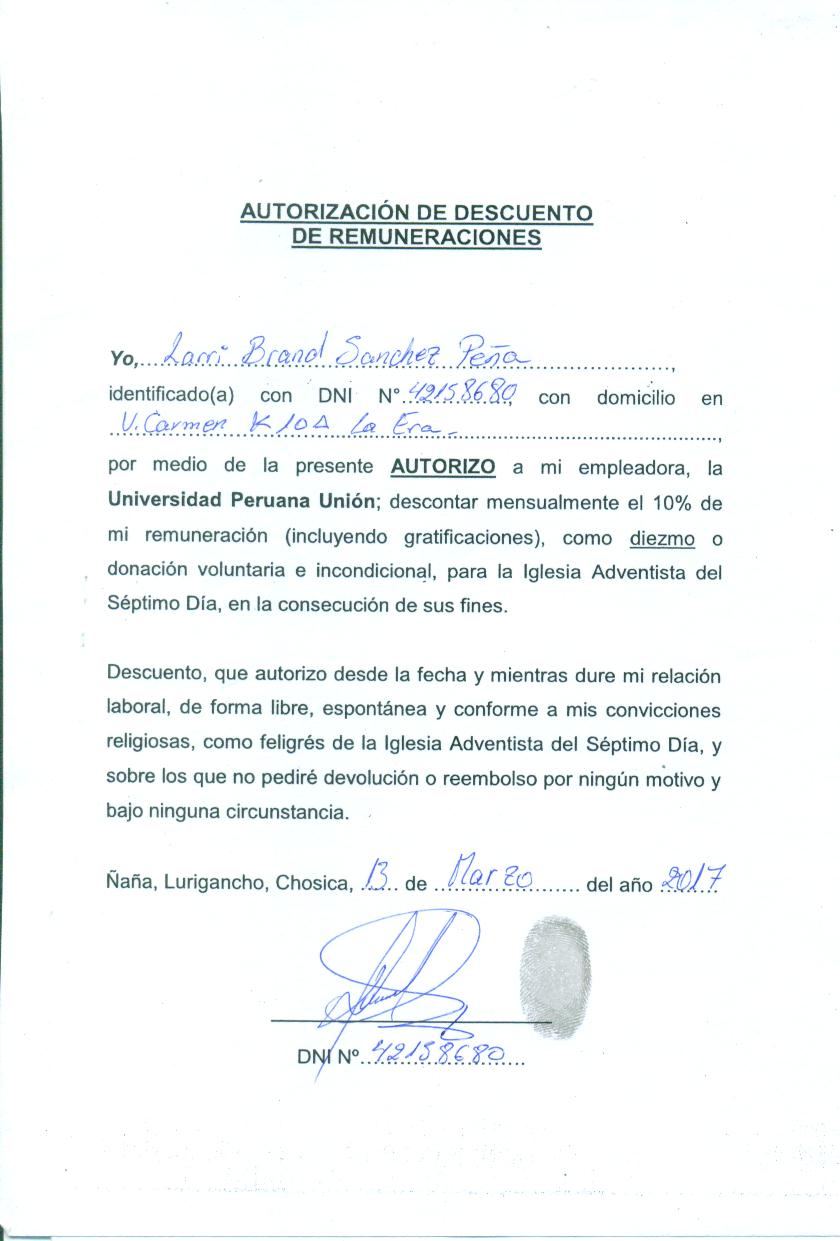 AUTORIZACIÓN DE DESCUENTO
DE REMUNERACIONES
Yo,....Larri Brand Sanchez Peña..............................,
identificado(a) con DNI N°.42158680, con domicilio en
U.Carmen K 10A La Era.-..........................................,
por medio de la presente AUTORIZO a mi empleadora, la
Universidad Peruana Unión; descontar mensualmente el 10% de
mi remuneración (incluyendo gratificaciones), como diezmo o
donación voluntaria e incondicional, para la Iglesia Adventista del
Séptimo Día, en la consecución de sus fines.
Descuento, que autorizo desde la fecha y mientras dure mi relación
laboral, de forma libre, espontánea y conforme a mis convicciones
religiosas, como feligrés de la Iglesia Adventista del Séptimo Día, y
sobre los que no pediré devolución o reembolso por ningún motivo y
bajo ninguna circunstancia.
Ñaña, Lurigancho, Chosica, 13 de ..Marzo....... del año 2017
DNI Nº..42158680...